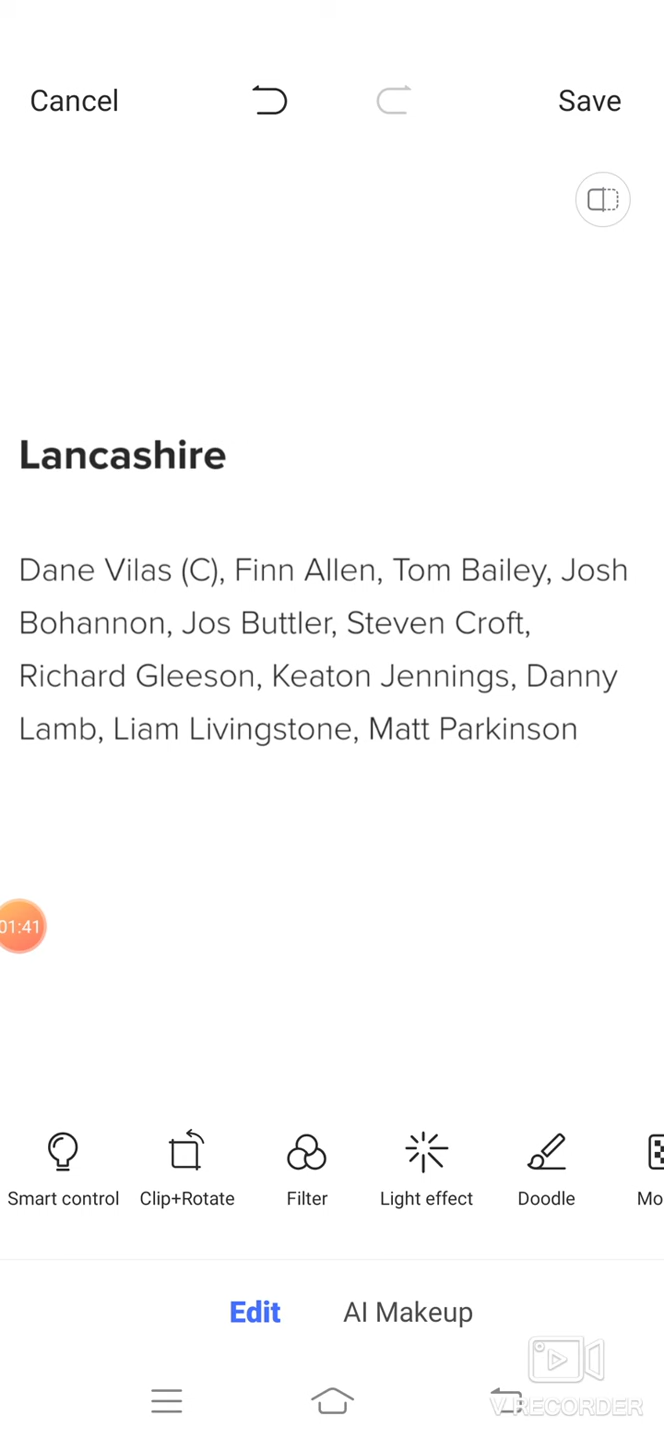 Cancel Save
Lancashire
Dane Vilas (C), Finn Allen, Tom Bailey, Josh
Bohannon, Jos Buttler, Steven Croft,
Richard Gleeson, Keaton Jennings, Danny
Lamb, Liam Livingstone, Matt Parkinson
01:41
Smart control Clip+Rotate Filter Light effect Doodle Mo
Edit AI Makeup
V RECORDER